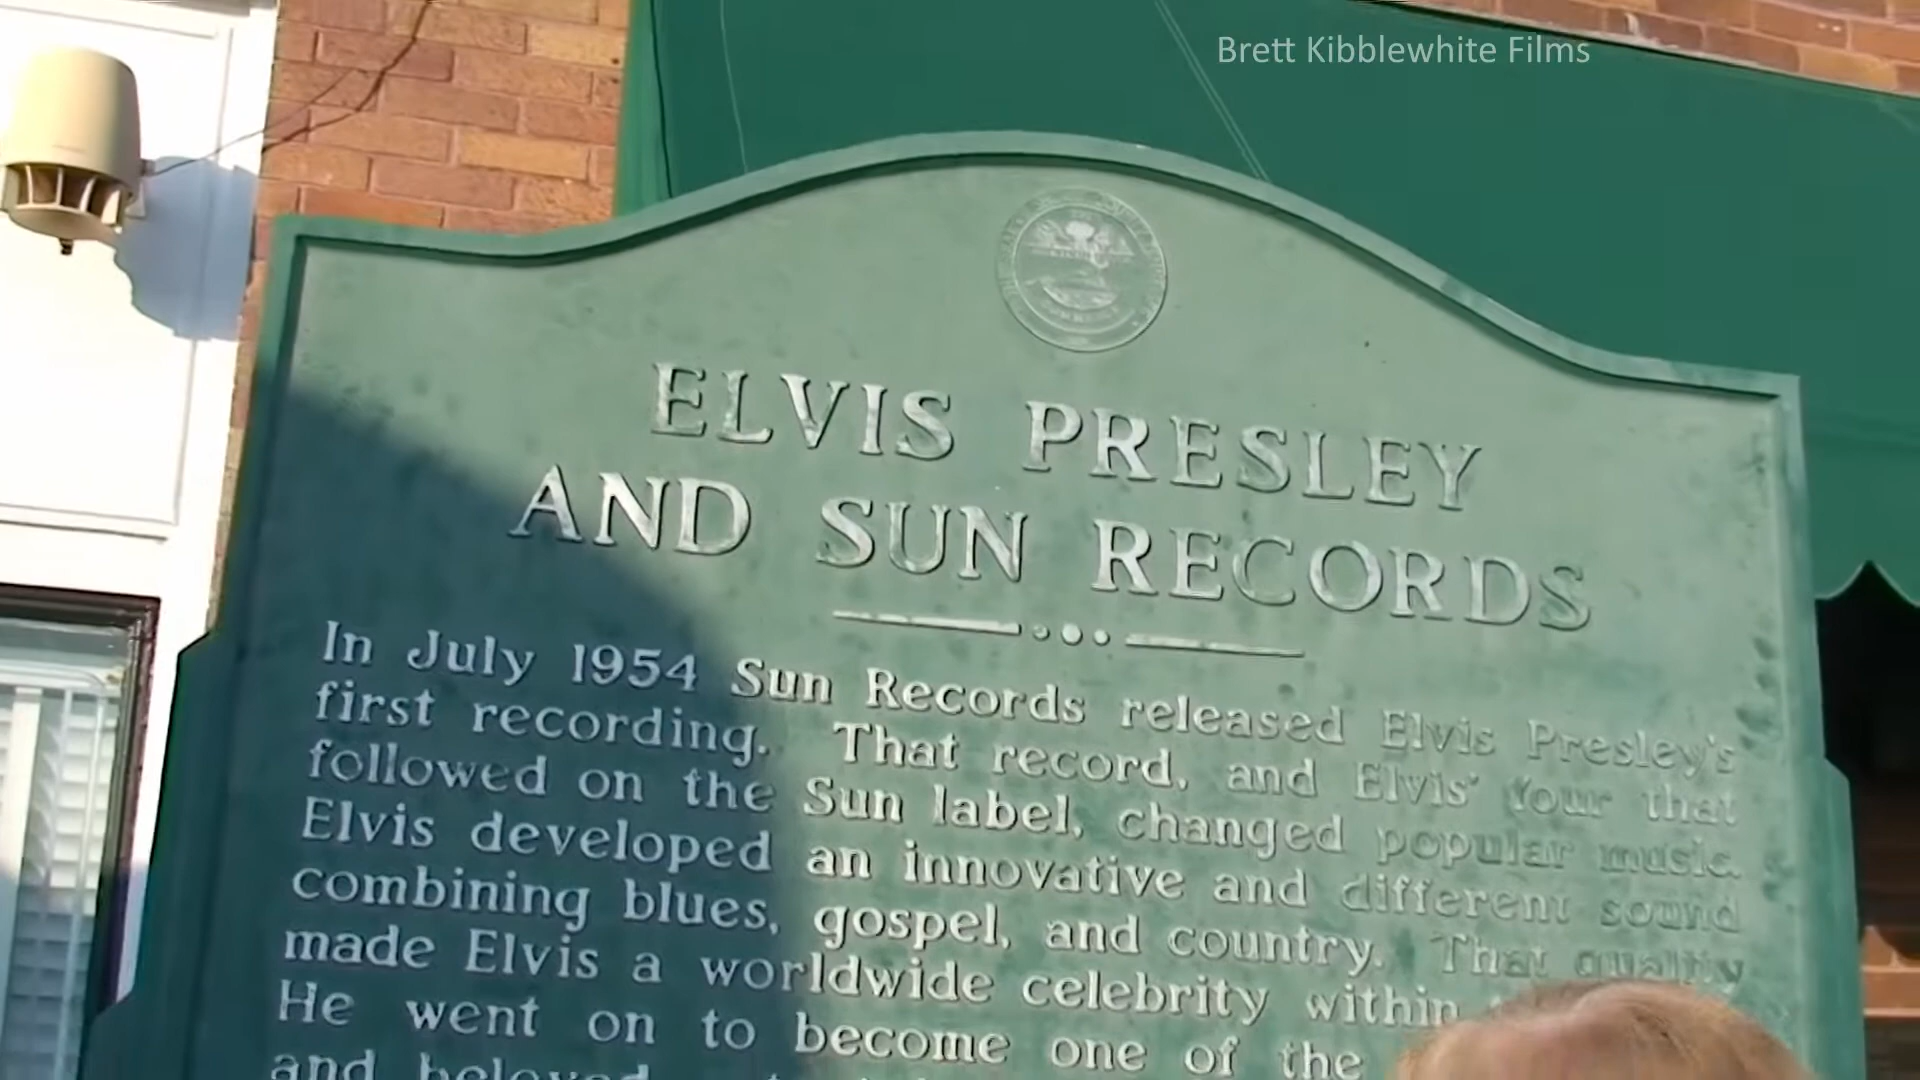 Brett Kibblewhite Films
ELVIS PRESLEY
AND SUN RECORDS
In July 1954 Sun Records released Elvis Presley's
first recording. That record, and Elvis' four that
followed on the Sun label, changed popular music.
Elvis developed an innovative and different sound
combining blues, gospel, and country. That quality
made Elvis a worldwide celebrity within
He went on to become one of the
and beloved